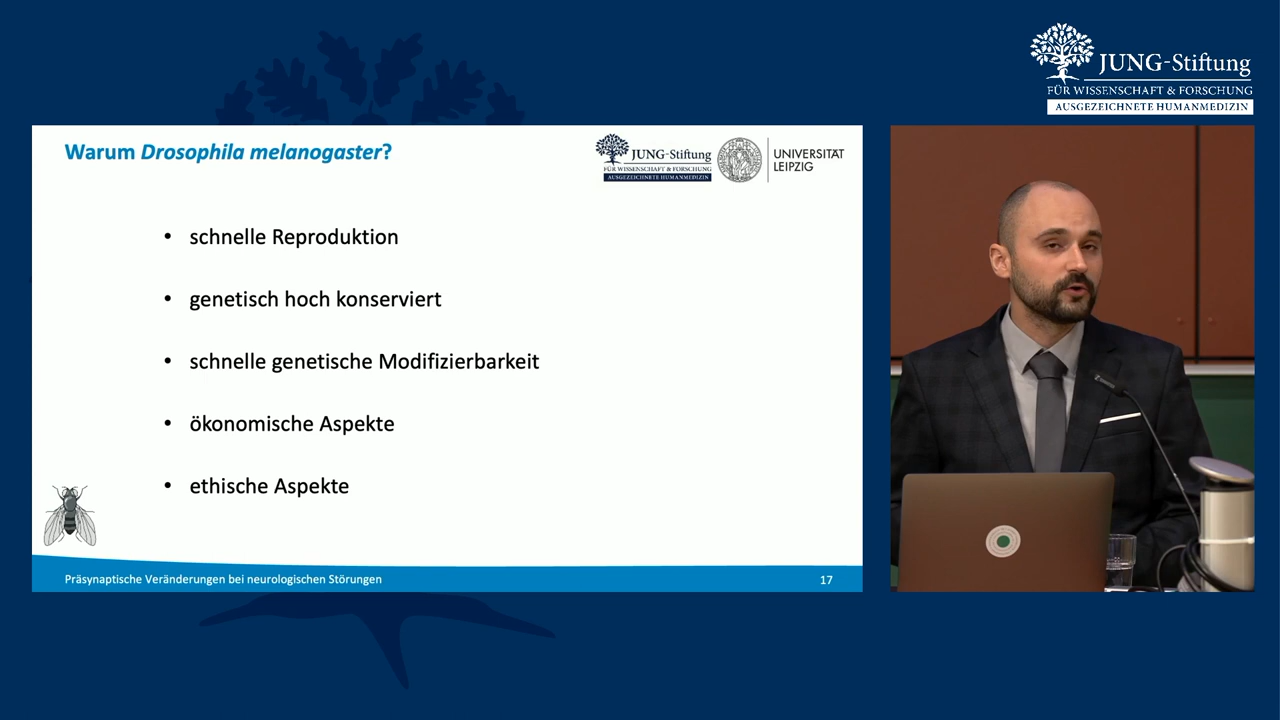 JUNG-Stiftung
FÜR WISSENSCHAFT & FORSCHUNG
AUSGEZEICHNETE HUMANMEDIZIN
Warum Drosophila melanogaster?
JUNG-Stiftung
FÜR WISSENSCHAFT & FORSCHUNG
AUSGEZEICHNETE HUMANMEDIZIN
UNIVERSITÄT
LEIPZIG
• schnelle Reproduktion
• genetisch hoch konserviert
• schnelle genetische Modifizierbarkeit
• ökonomische Aspekte
• ethische Aspekte
Präsynaptische Veränderungen bei neurologischen Störungen
17